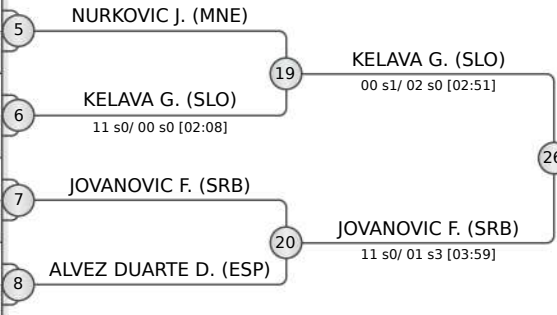 5
NURKOVIC J. (MNE)
19
KELAVA G. (SLO)
00 s1/ 02 s0 [02:51]
6
KELAVA G. (SLO)
11 s0/ 00 s0 [02:08]
26
7
JOVANOVIC F. (SRB)
20
JOVANOVIC F. (SRB)
11 s0/ 01 s3 [03:59]
8
ALVEZ DUARTE D. (ESP)